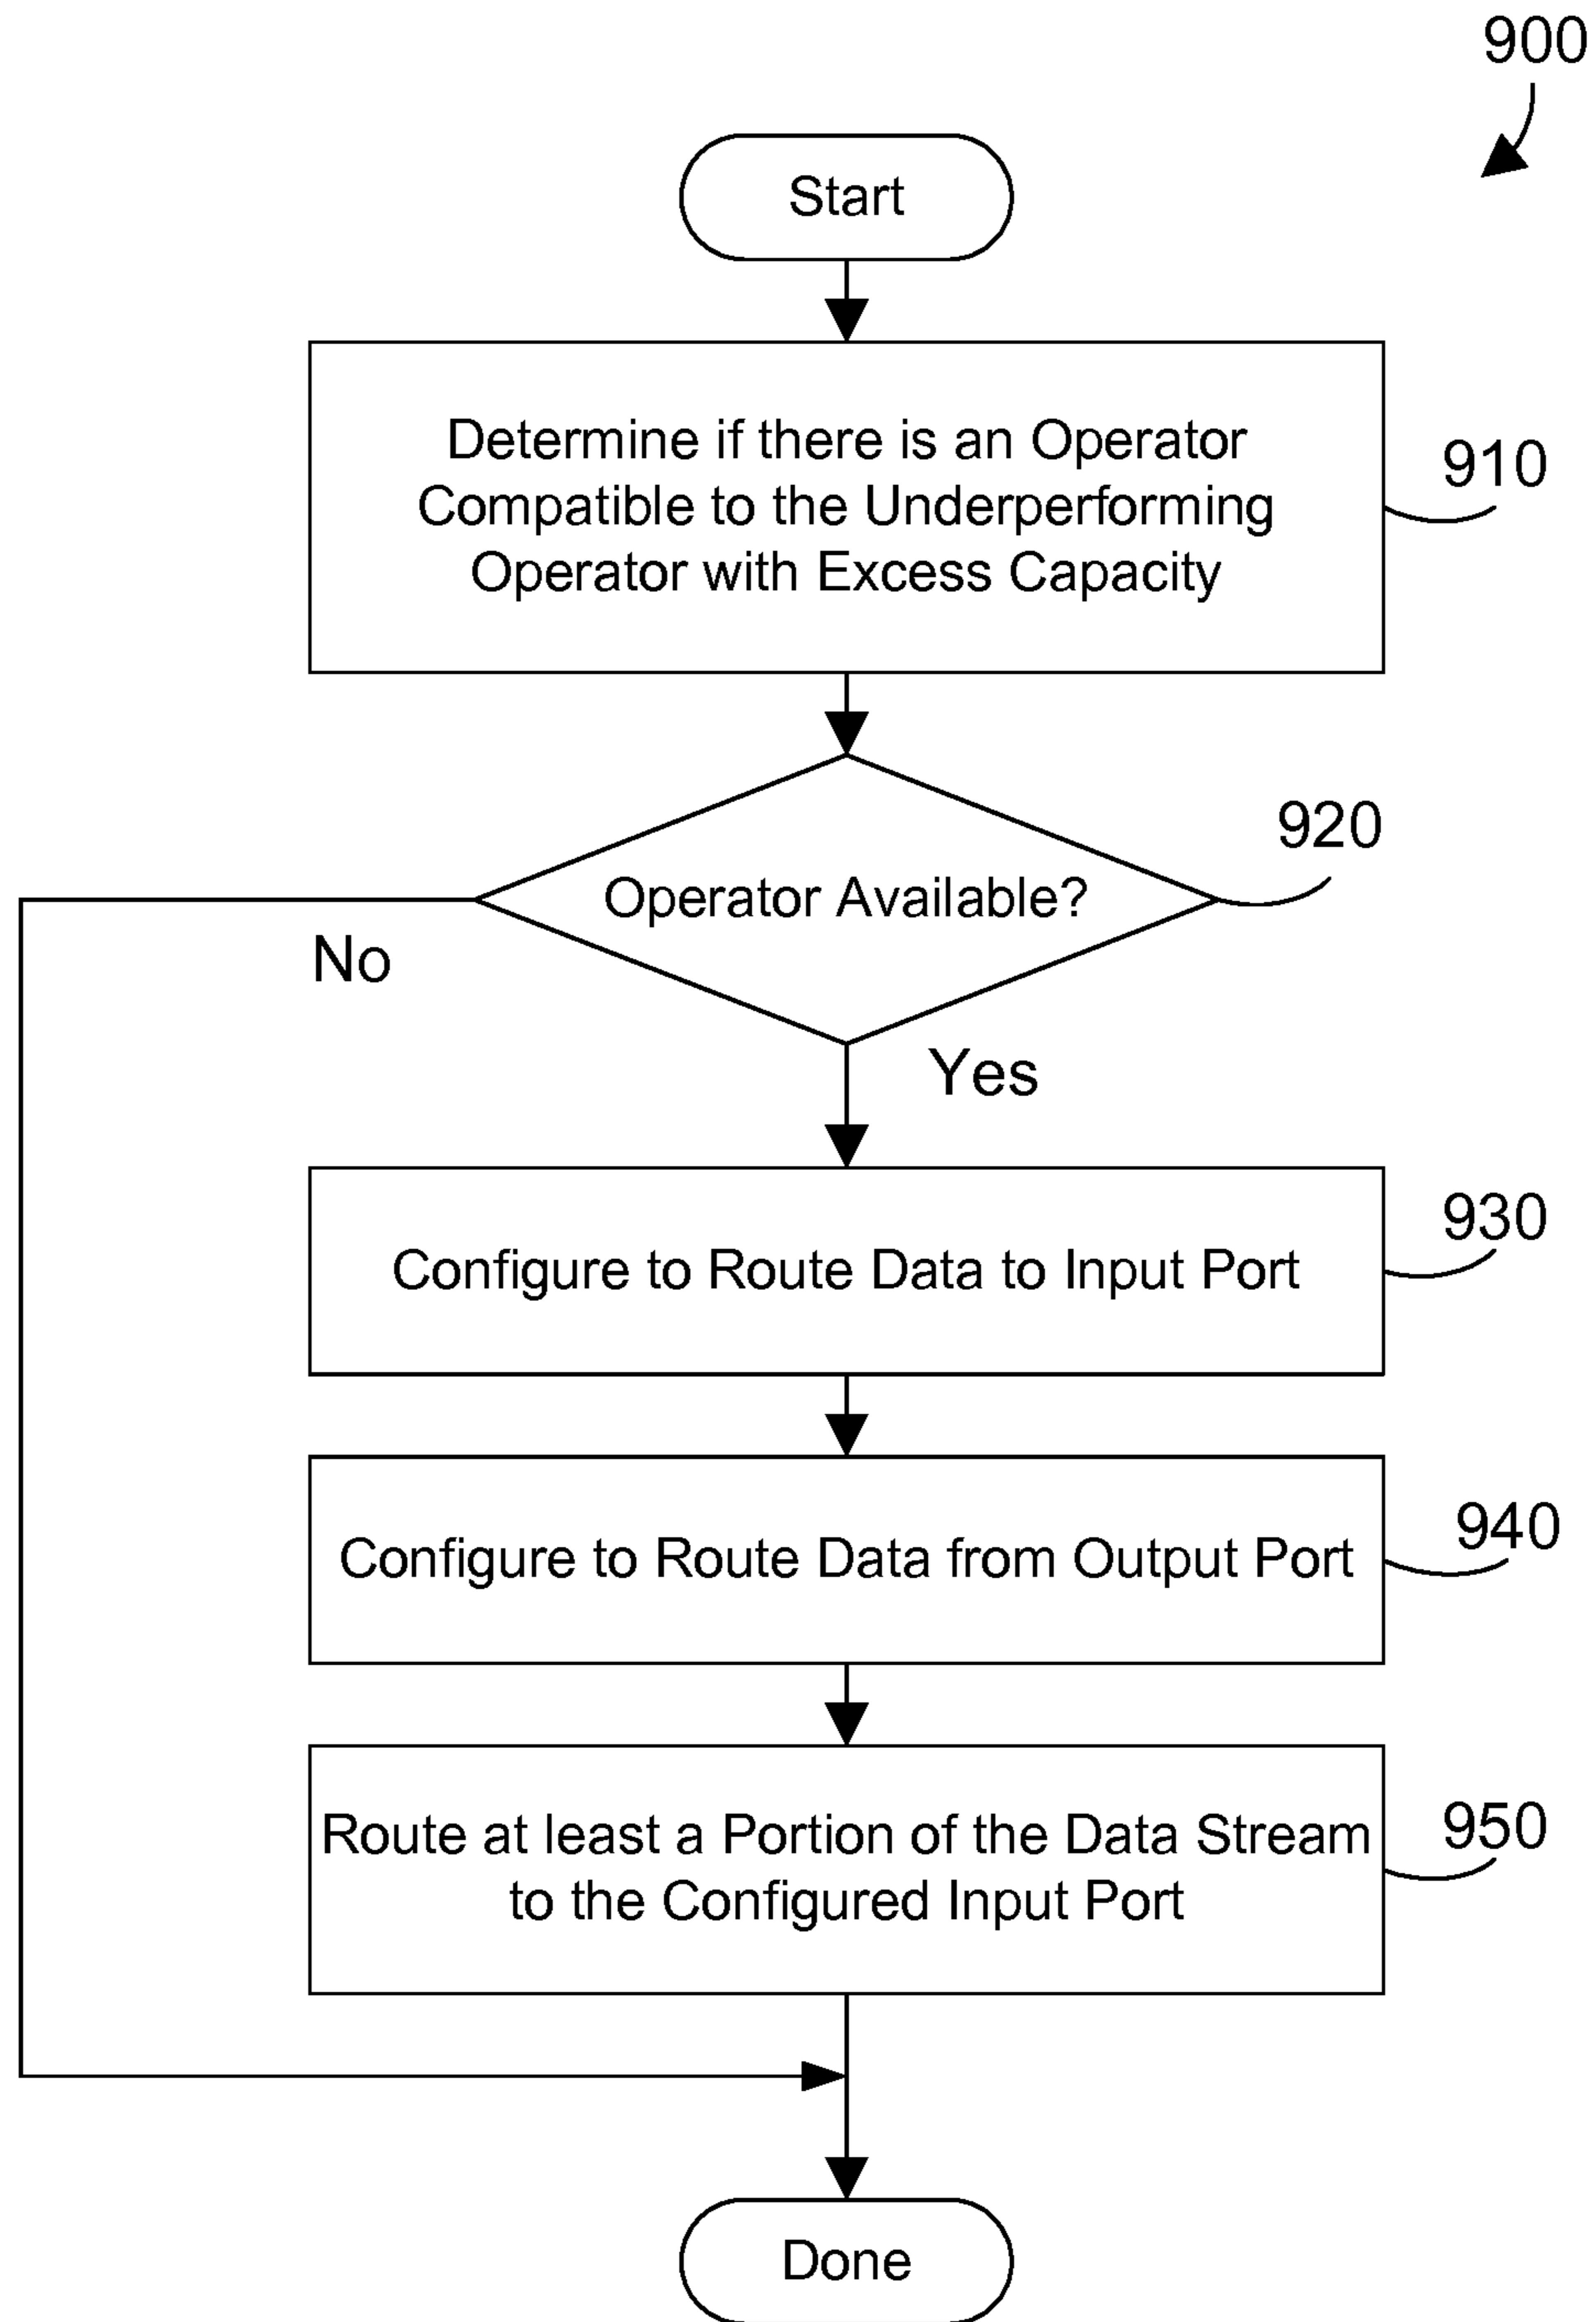 900
Start
Determine if there is an Operator
Compatible to the Underperforming
Operator with Excess Capacity
910
920
Operator Available?
No
Yes
930
Configure to Route Data to Input Port
940
Configure to Route Data from Output Port
950
Route at least a Portion of the Data Stream
to the Configured Input Port
Done